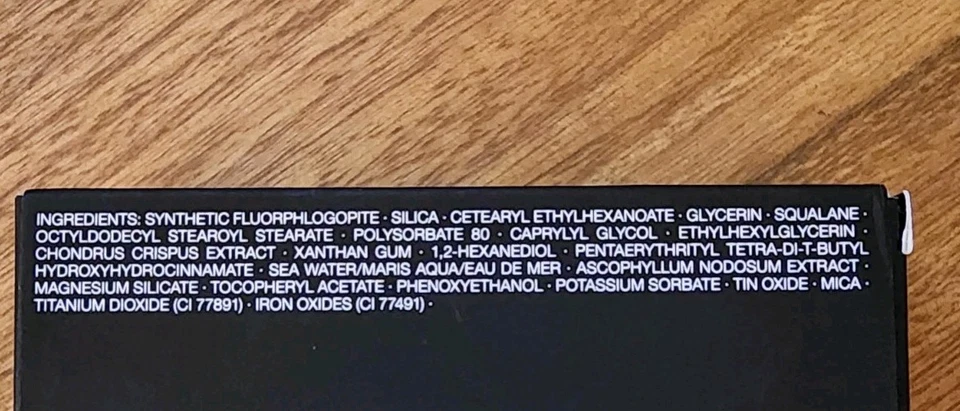 INGREDIENTS: SYNTHETIC FLUORPHLOGOPITE · SILICA · CETEARYL ETHYLHEXANOATE · GLYCERIN · SQUALANE ·
OCTYLDODECYL STEAROYL STEARATE · POLYSORBATE 80 · CAPRYLYL GLYCOL · ETHYLHEXYLGLYCERIN ·
CHONDRUS CRISPUS EXTRACT · XANTHAN GUM · 1,2-HEXANEDIOL · PENTAERYTHRITYL TETRA-DI-T-BUTYL
HYDROXYHYDROCINNAMATE · SEA WATER/MARIS AQUA/EAU DE MER · ASCOPHYLLUM NODOSUM EXTRACT ·
MAGNESIUM SILICATE · TOCOPHERYL ACETATE · PHENOXYETHANOL · POTASSIUM SORBATE · TIN OXIDE · MICA ·
TITANIUM DIOXIDE (CI 77891) · IRON OXIDES (CI 77491) ·